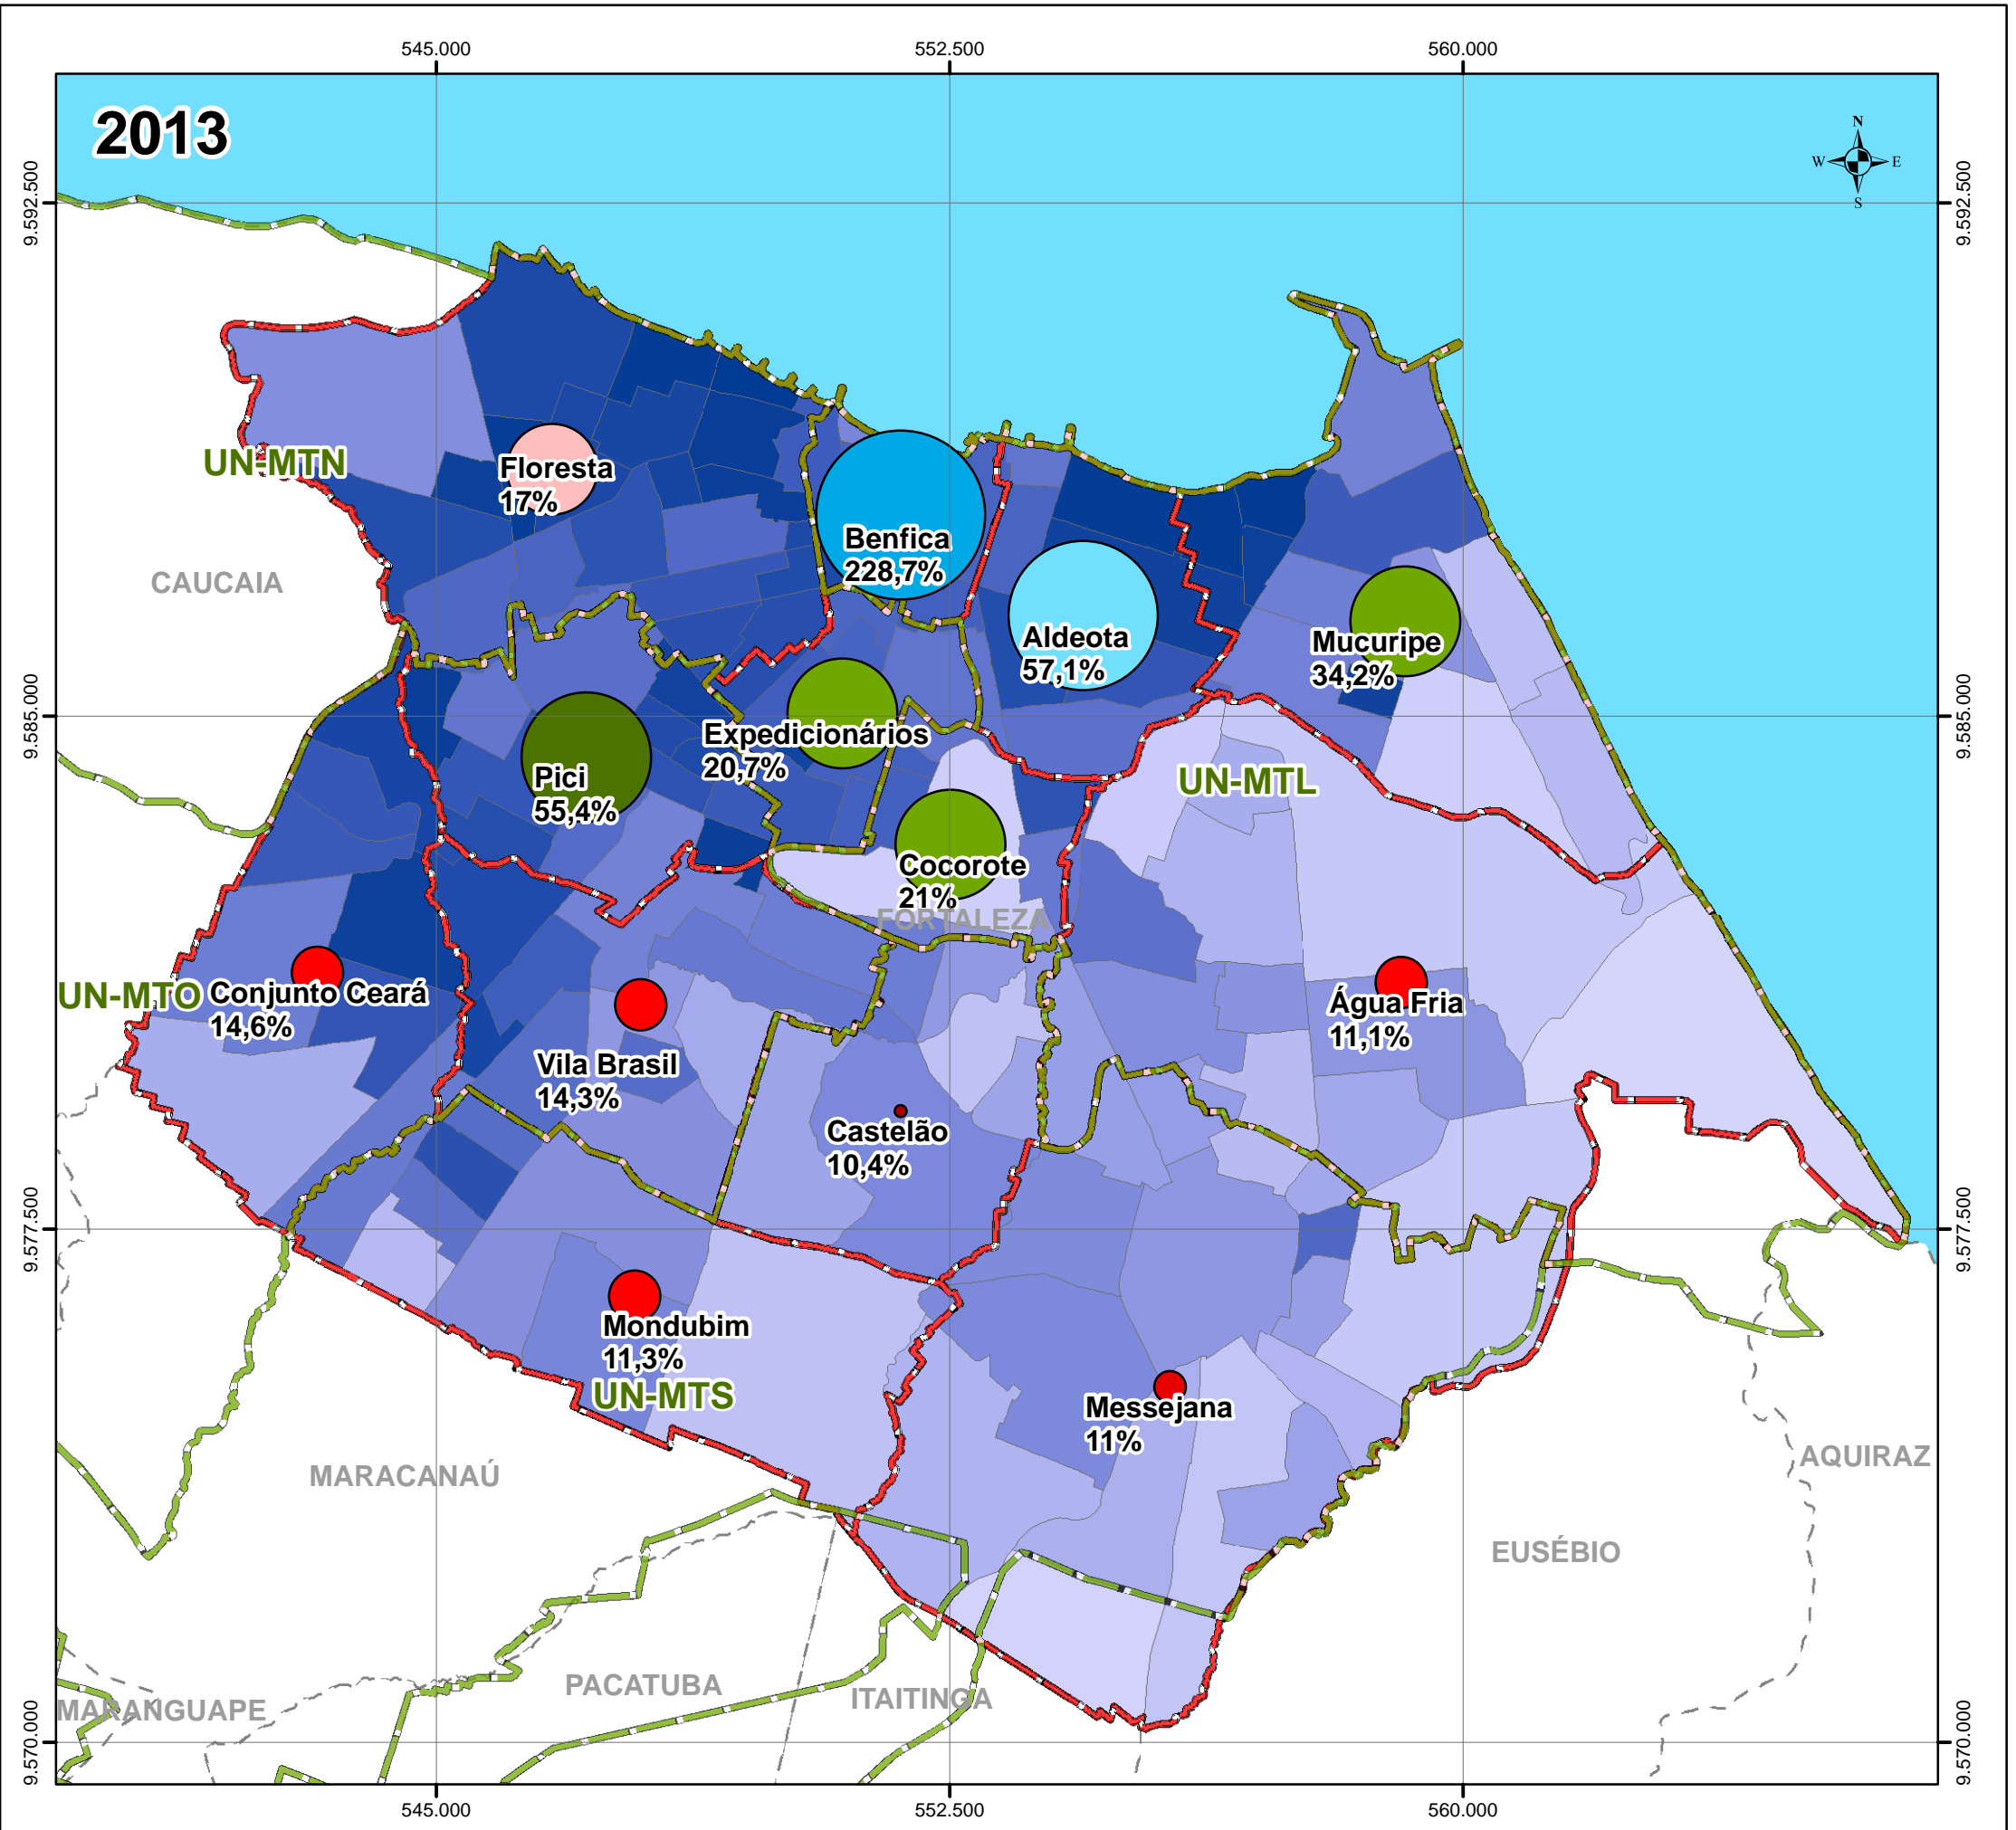 545.000
552.500
560.000
2013
N
W
E
S
9.592.500
9.592.500
UN-MTN
Floresta
17%
Benfica
228,7%
CAUCAIA
Aldeota
57,1%
Mucuripe
34,2%
9.585.000
9.585.000
Expedicionários
20,7%
Pici
55,4%
UN-MTL
Cocorote
21%
FORTALEZA
UN-MTO
Conjunto Ceará
14,6%
Água Fria
11,1%
Vila Brasil
14,3%
Castelão
10,4%
9.577.500
9.577.500
Mondubim
11,3%
UN-MTS
Messejana
11%
MARACANAÚ
AQUIRAZ
EUSÉBIO
PACATUBA
ITAITINGA
MARANGUAPE
9.570.000
9.570.000
545.000
552.500
560.000